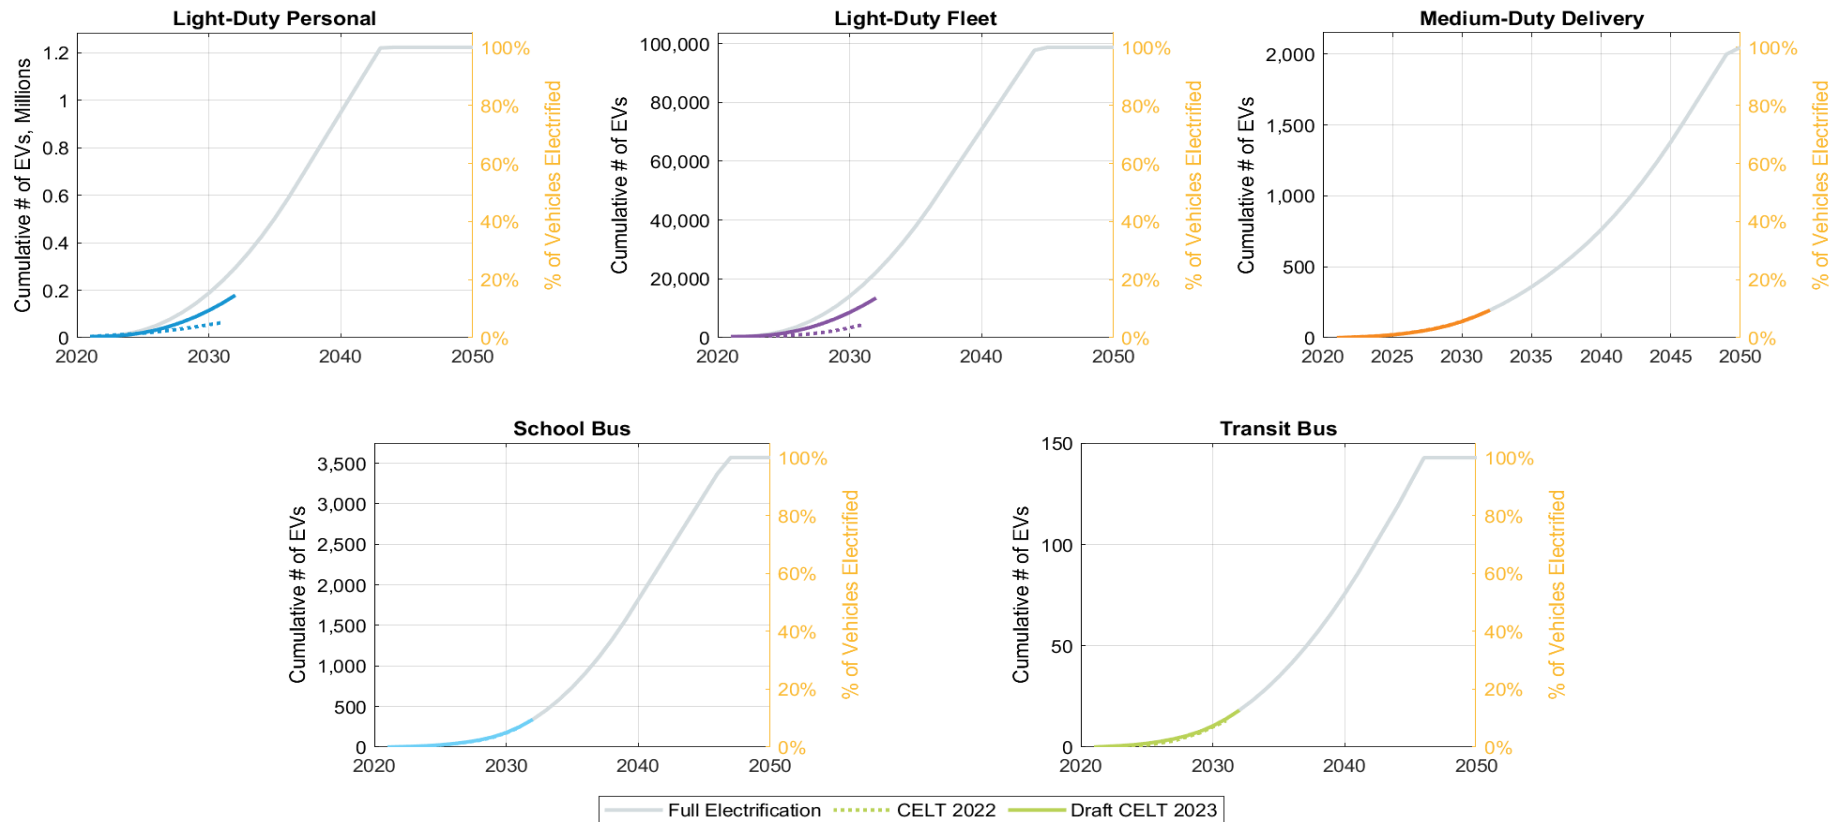 Light-Duty Personal
Cumulative # of EVs, Millions
1.2
1
0.8
0.6
0.4
0.2
0
100%
80%
60%
40%
20%
0%
% of Vehicles Electrified
2020 2030 2040 2050
Light-Duty Fleet
Cumulative # of EVs
100,000
80,000
60,000
40,000
20,000
0
100%
80%
60%
40%
20%
0%
% of Vehicles Electrified
2020 2030 2040 2050
Medium-Duty Delivery
Cumulative # of EVs
2,000
1,500
1,000
500
0
100%
80%
60%
40%
20%
0%
% of Vehicles Electrified
2020 2025 2030 2035 2040 2045 2050
School Bus
Cumulative # of EVs
3,500
3,000
2,500
2,000
1,500
1,000
500
0
100%
80%
60%
40%
20%
0%
% of Vehicles Electrified
2020 2030 2040 2050
Transit Bus
Cumulative # of EVs
150
100
50
0
100%
80%
60%
40%
20%
0%
% of Vehicles Electrified
2020 2030 2040 2050
Full Electrification CELT 2022 Draft CELT 2023